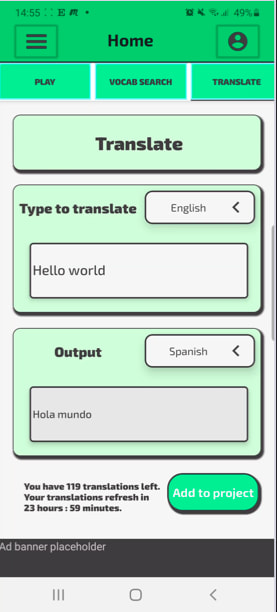 14:55
49%
Home
PLAY
VOCAB SEARCH
TRANSLATE
Translate
Type to translate
English
Hello world
Output
Spanish
Hola mundo
You have 119 translations left.
Your translations refresh in
23 hours : 59 minutes.
Add to project
Ad banner placeholder